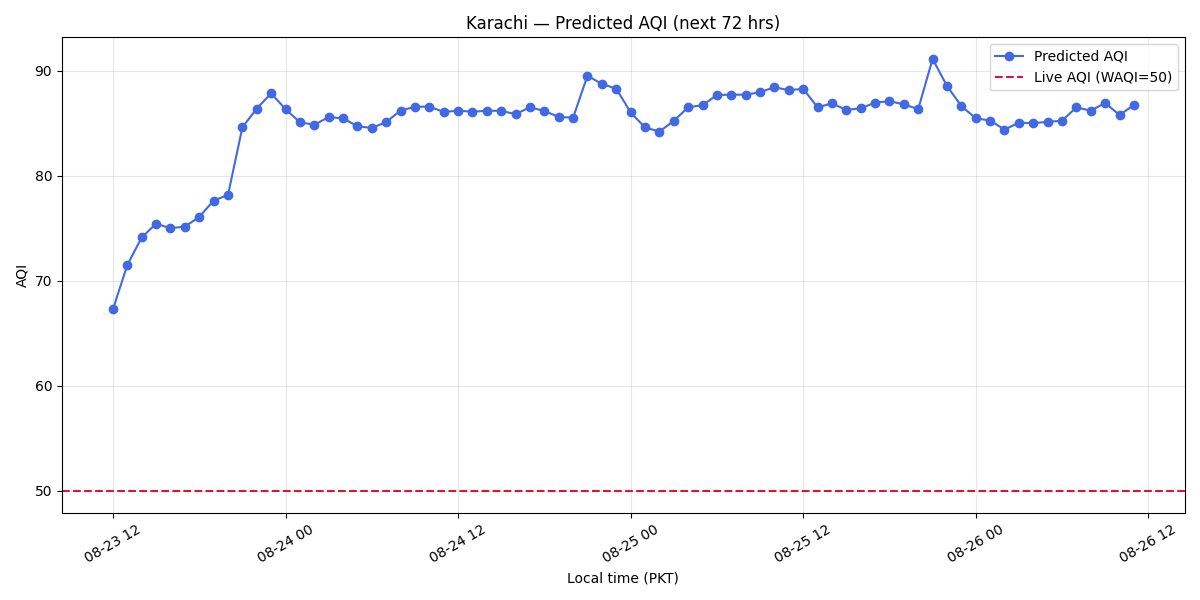 Karachi — Predicted AQI (next 72 hrs)
Predicted AQI
Live AQI (WAQI=50)
90
80
70
60
50
AQI
08-23 12
08-24 00
08-24 12
08-25 00
08-25 12
08-26 00
08-26 12
Local time (PKT)